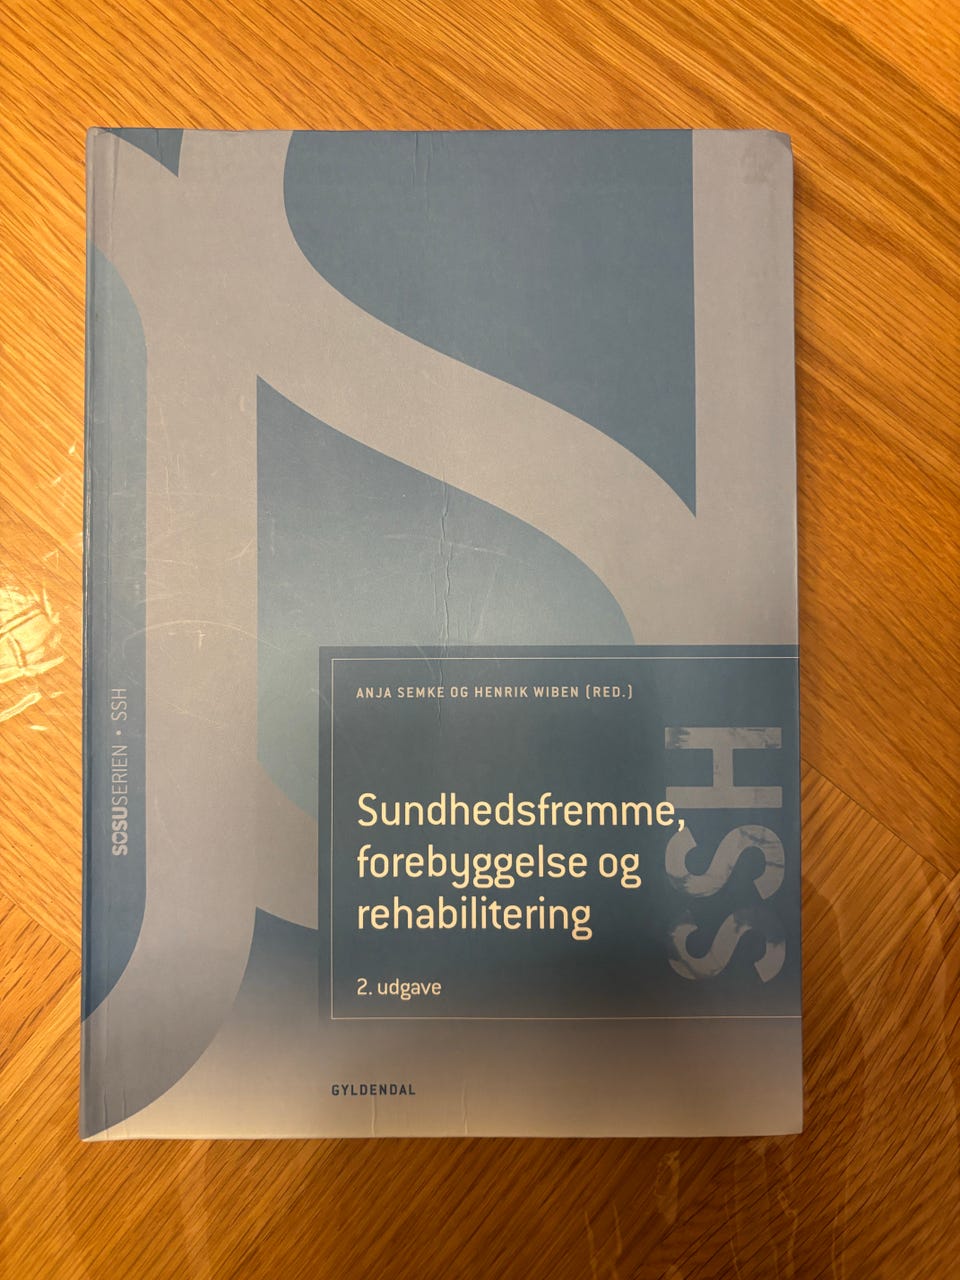 SOSUSERIEN • SSH
ANJA SEMKE OG HENRIK WIBEN (RED.)
Sundhedsfremme,
forebyggelse og
rehabilitering
2. udgave
SSH
GYLDENDAL